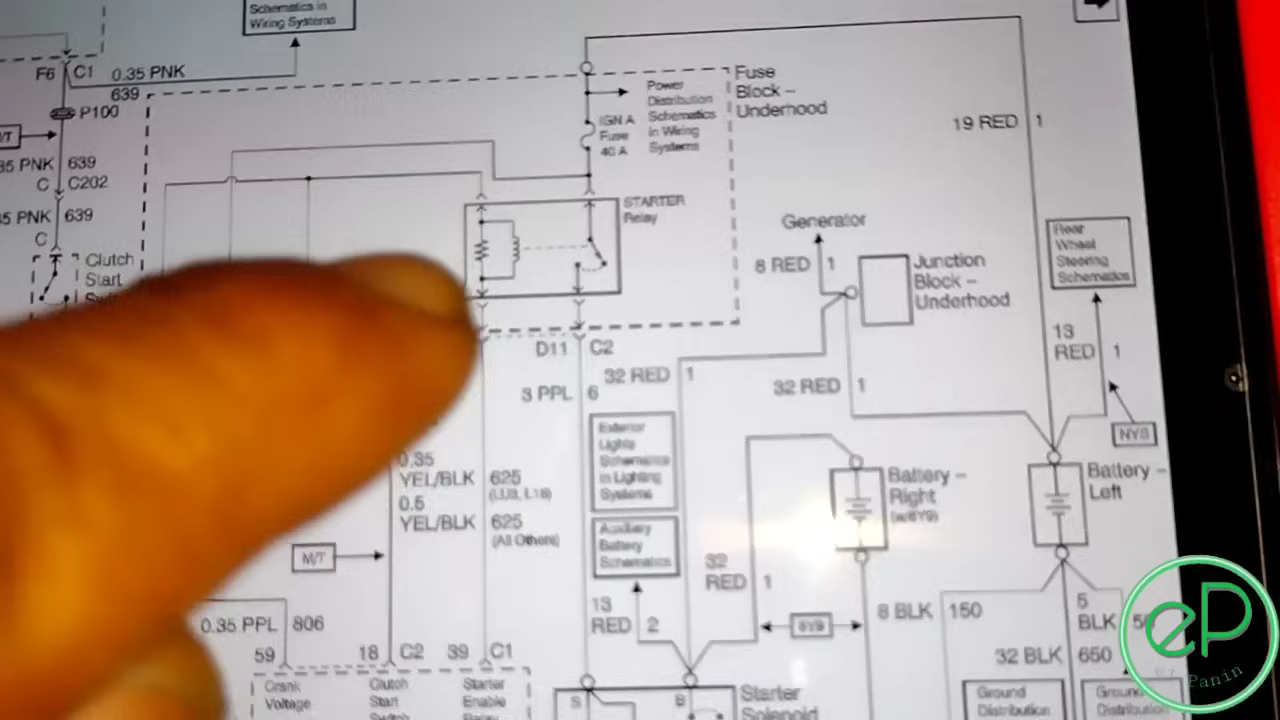 Schematics in
Wiring Systems
F6
C1
0.35 PNK
639
P100
35 PNK
639
C
C202
35 PNK
639
C
Clutch
Start
Fuse
Block –
Underhood
Power
Distribution
Schematics
in Wiring
Systems
IGN A
Fuse
40 A
STARTER
Relay
19 RED
1
Generator
8 RED
1
Junction
Block –
Underhood
Rear
Wheel
Steering
Schematics
13
RED
1
NYS
D11
C2
32 RED
1
3 PPL
6
32 RED
1
Exterior
Lights
Schematics
in Lighting
Systems
Auxiliary
Battery
Schematics
Battery –
Right
Battery –
Left
0.35
YEL/BLK
625
0.5
YEL/BLK
625
(All Others)
M/T
32
RED
1
13
RED
2
8 BLK
150
5
BLK
32 BLK
650
0.35 PPL
806
59
18
C2
39
C1
Crank
Voltage
Clutch
Start
Starter
Enable
S
B
Starter
Solenoid
Ground
Distribution
Ground
eP
Panin